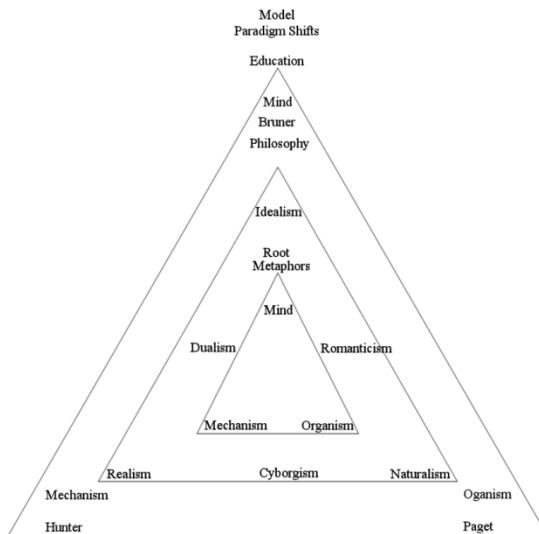 Model
Paradigm Shifts
Education
Mind
Bruner
Philosophy
Idealism
Root
Metaphors
Mind
Dualism Romanticism
Mechanism Organism
Realism Cyborgism Naturalism
Mechanism Oganism
Hunter Paget